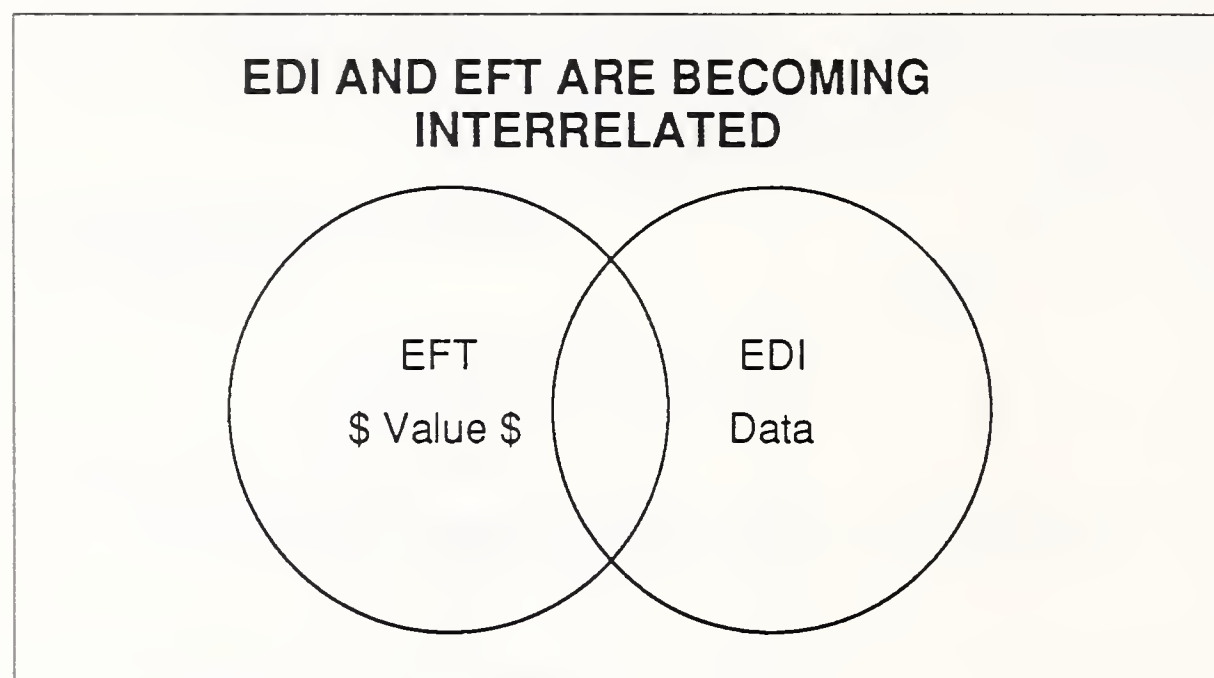 EDI AND EFT ARE BECOMING
INTERRELATED
EFT
$ Value $
EDI
Data